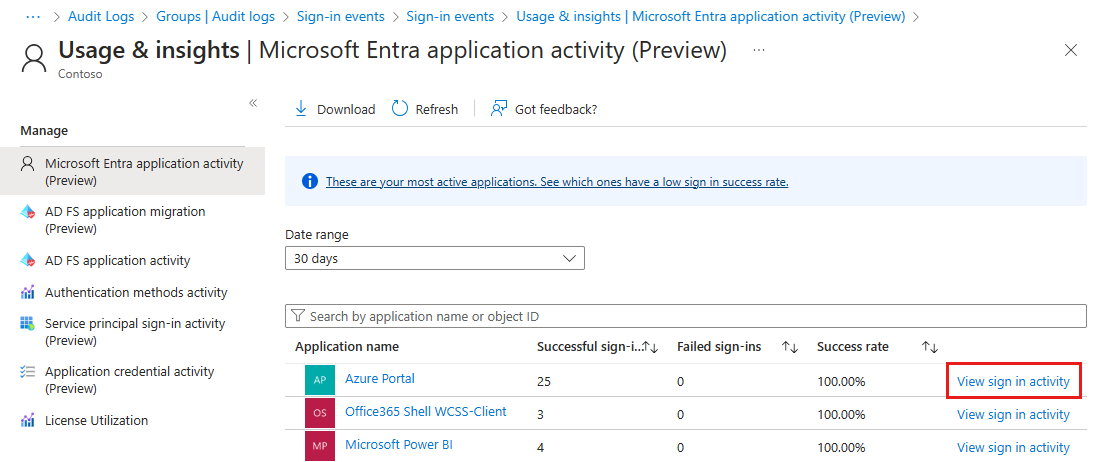 ··· > Audit Logs > Groups | Audit logs > Sign-in events > Sign-in events > Usage & insights | Microsoft Entra application activity (Preview) >
Usage & insights | Microsoft Entra application activity (Preview) ···
Contoso
«
Download Refresh Got feedback?
Manage
Microsoft Entra application activity
(Preview)
AD FS application migration
(Preview)
AD FS application activity
Authentication methods activity
Service principal sign-in activity
(Preview)
Application credential activity
(Preview)
License Utilization
These are your most active applications. See which ones have a low sign in success rate.
Date range
30 days
Search by application name or object ID
Application name Successful sign-i...↑↓ Failed sign-ins ↑↓ Success rate ↑↓
AP Azure Portal 25 0 100.00% View sign in activity
OS Office365 Shell WCSS-Client 3 0 100.00% View sign in activity
MP Microsoft Power BI 4 0 100.00% View sign in activity